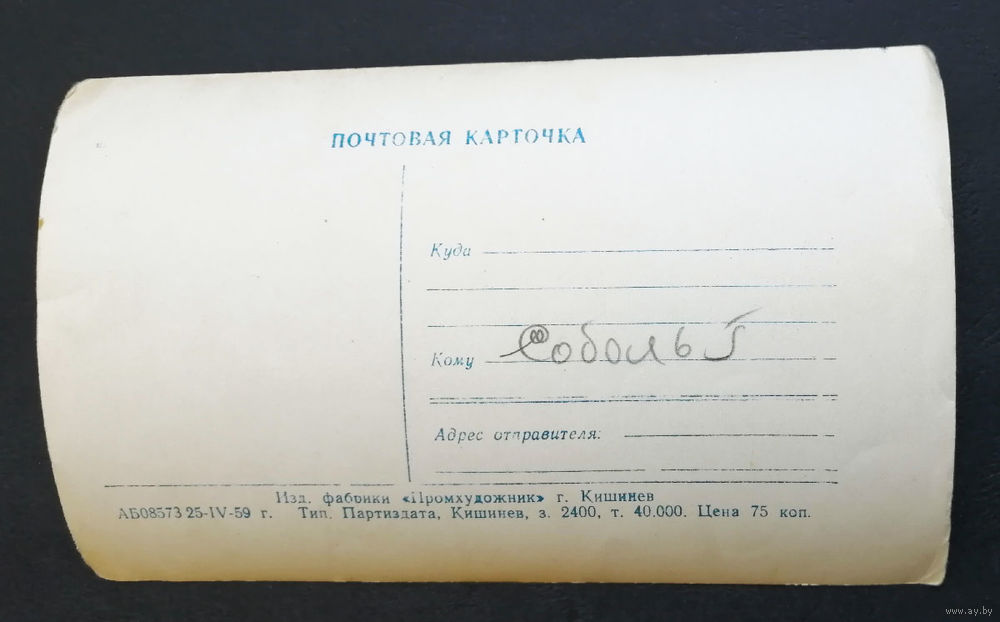 ПОЧТОВАЯ КАРТОЧКА
Куда
Кому Соболь Г
Адрес отправителя:
Изд. фабрики «Промхудожник» г. Кишинев
АБ08573 25-IV-59 г. Тип. Партиздата, Кишинев, з. 2400, т. 40.000. Цена 75 коп.
www.ay.by